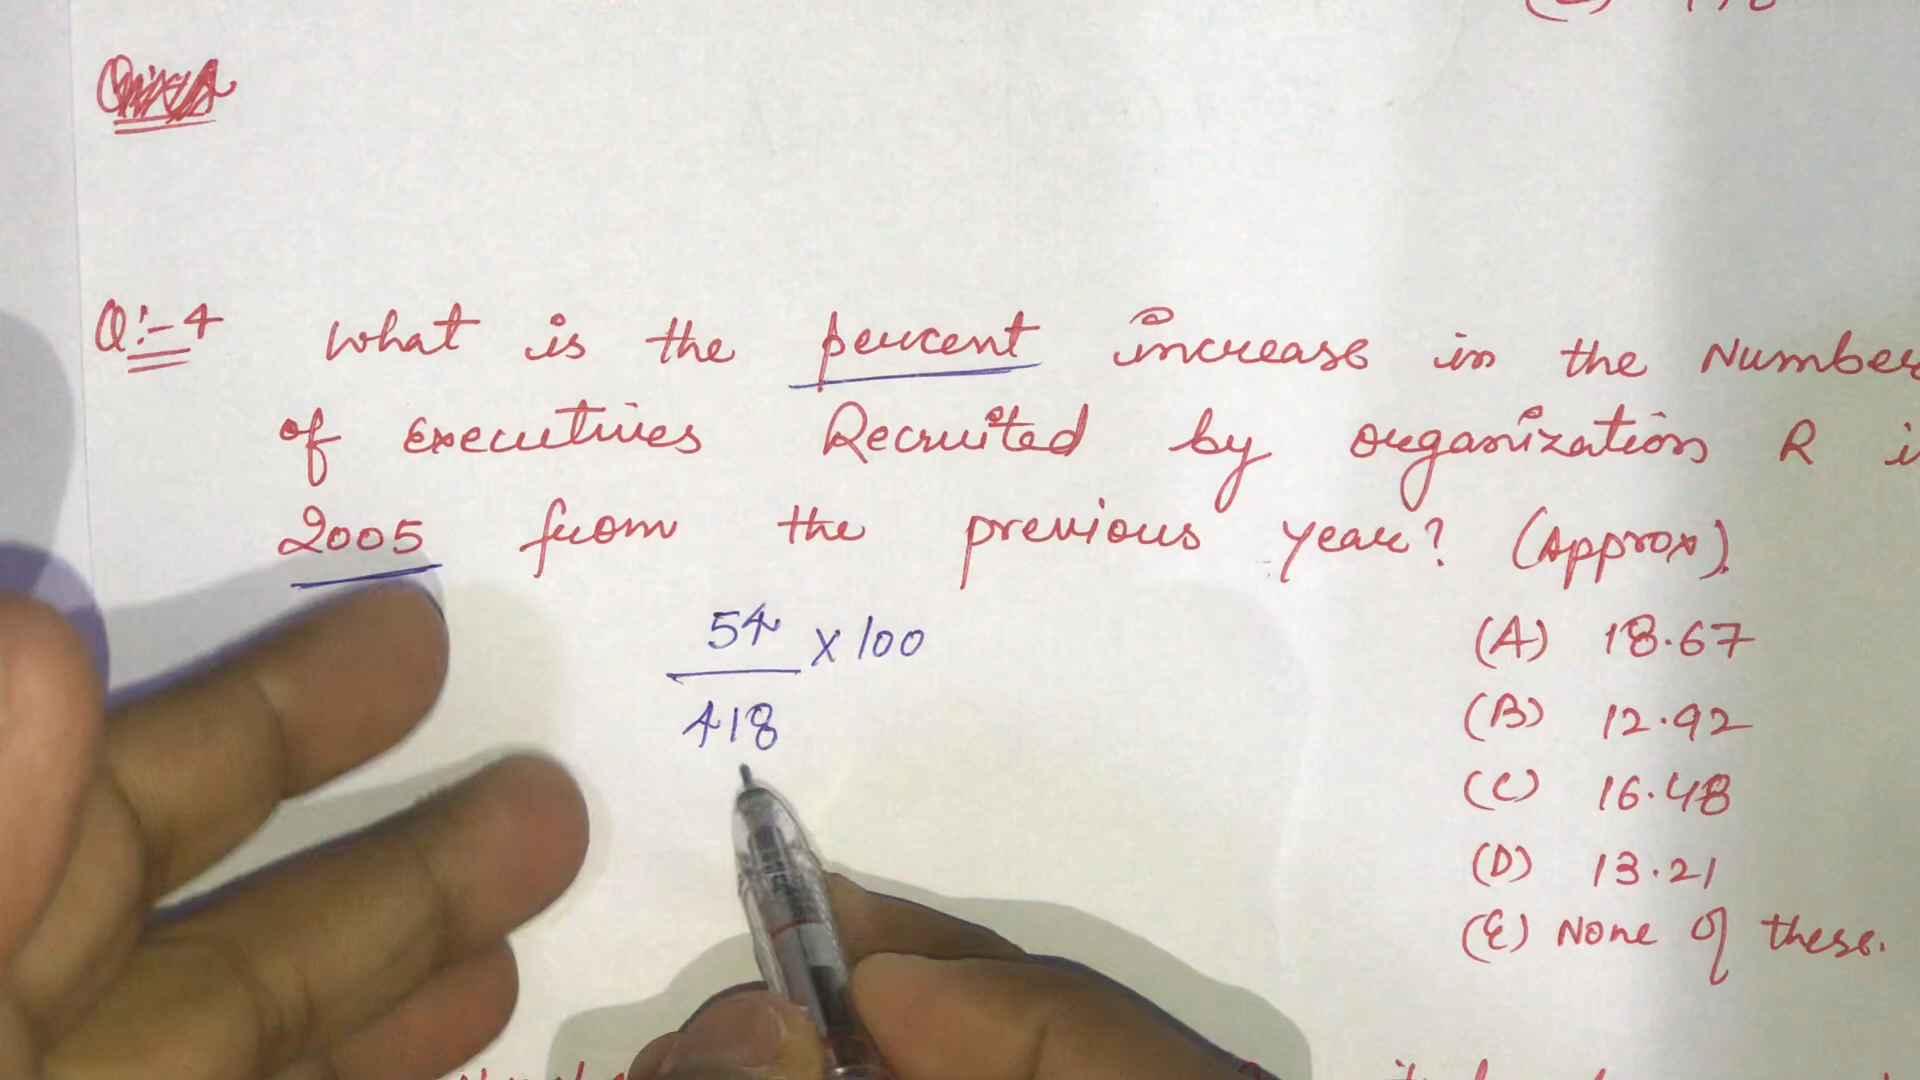 Q:-4 What is the percent increase in the Number
of Executives Recruited by organization R
2005 from the previous year? (Approx)
54 X 100
418
(A) 18.67
(B) 12.92
(C) 16.48
(D) 13.21
(E) None of these.